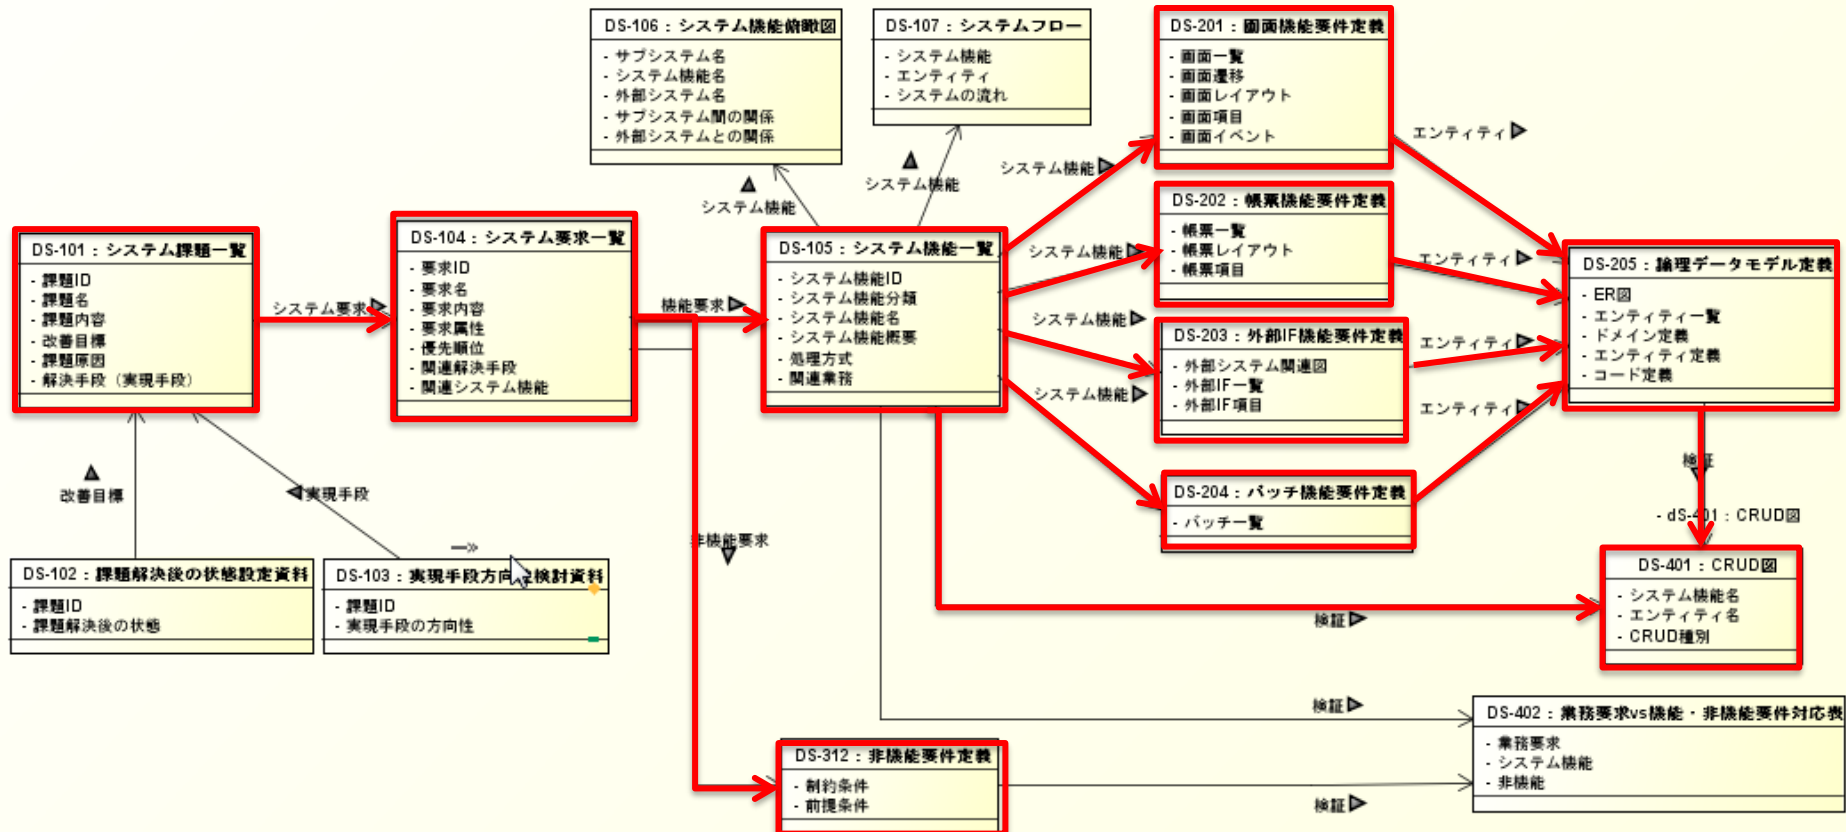 DS-106 : システム機能俯瞰図
- サブシステム名
- システム機能名
- 外部システム名
- サブシステム間の関係
- 外部システムとの関係
DS-107 : システムフロー
- システム機能
- エンティティ
- システムの流れ
DS-201 : 画面機能要件定義
- 画面一覧
- 画面遷移
- 画面レイアウト
- 画面項目
- 画面イベント
エンティティ
システム機能
システム機能
システム機能
DS-202 : 帳票機能要件定義
- 帳票一覧
- 帳票レイアウト
- 帳票項目
システム機能
エンティティ
DS-101 : システム課題一覧
- 課題ID
- 課題名
- 課題内容
- 改善目標
- 課題原因
- 解決手段（実現手段）
システム要求
DS-104 : システム要求一覧
- 要求ID
- 要求名
- 要求内容
- 要求属性
- 優先順位
- 関連解決手段
- 関連システム機能
機能要求
DS-105 : システム機能一覧
- システム機能ID
- システム機能分類
- システム機能名
- システム機能概要
- 処理方式
- 関連業務
システム機能
DS-203 : 外部IF機能要件定義
- 外部システム関連図
- 外部IF一覧
- 外部IF項目
エンティティ
DS-205 : 論理データモデル定義
- ER図
- エンティティ一覧
- ドメイン定義
- エンティティ定義
- コード定義
システム機能
エンティティ
DS-204 : バッチ機能要件定義
- バッチ一覧
検証
- dS-401 : CRUD図
改善目標
実現手段
非機能要求
DS-102 : 課題解決後の状態設定資料
- 課題ID
- 課題解決後の状態
DS-103 : 実現手段方向性検討資料
- 課題ID
- 実現手段の方向性
DS-401 : CRUD図
- システム機能名
- エンティティ名
- CRUD種別
検証
検証
DS-402 : 業務要求vs機能・非機能要件対応表
- 業務要求
- システム機能
- 非機能
DS-312 : 非機能要件定義
- 制約条件
- 前提条件
検証